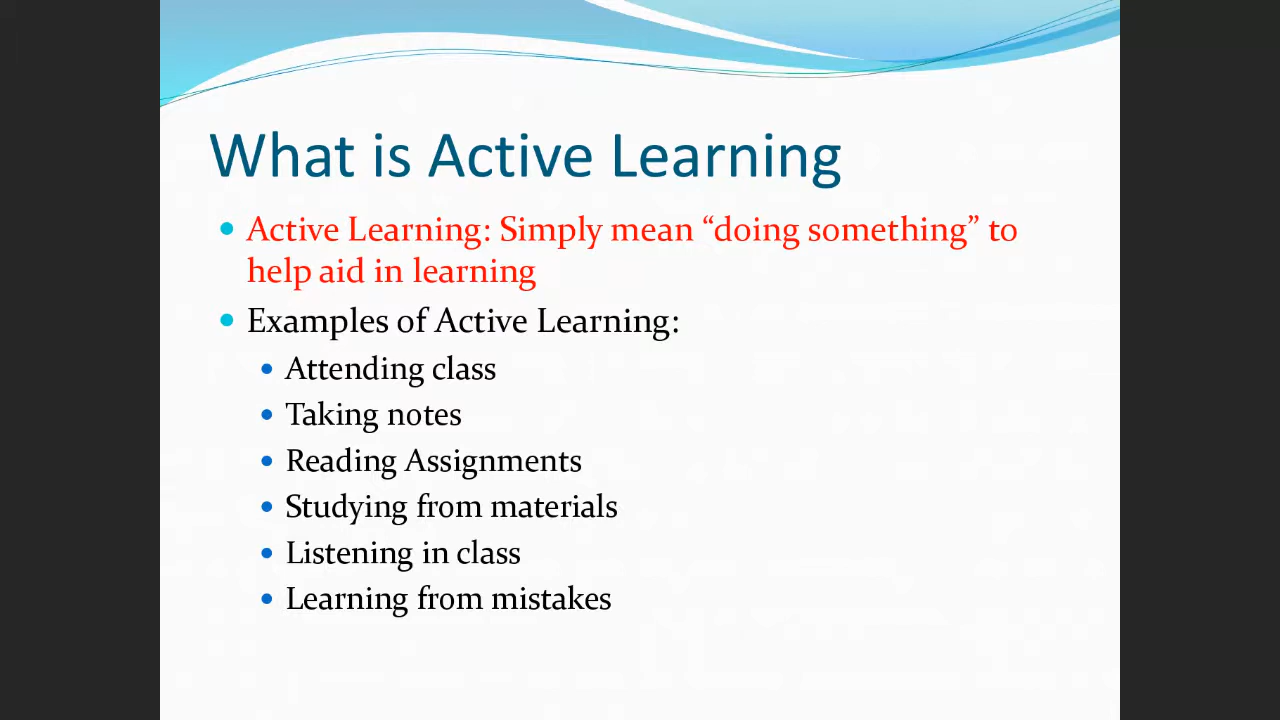 What is Active Learning
Active Learning: Simply mean “doing something” to
help aid in learning
Examples of Active Learning:
Attending class
Taking notes
Reading Assignments
Studying from materials
Listening in class
Learning from mistakes